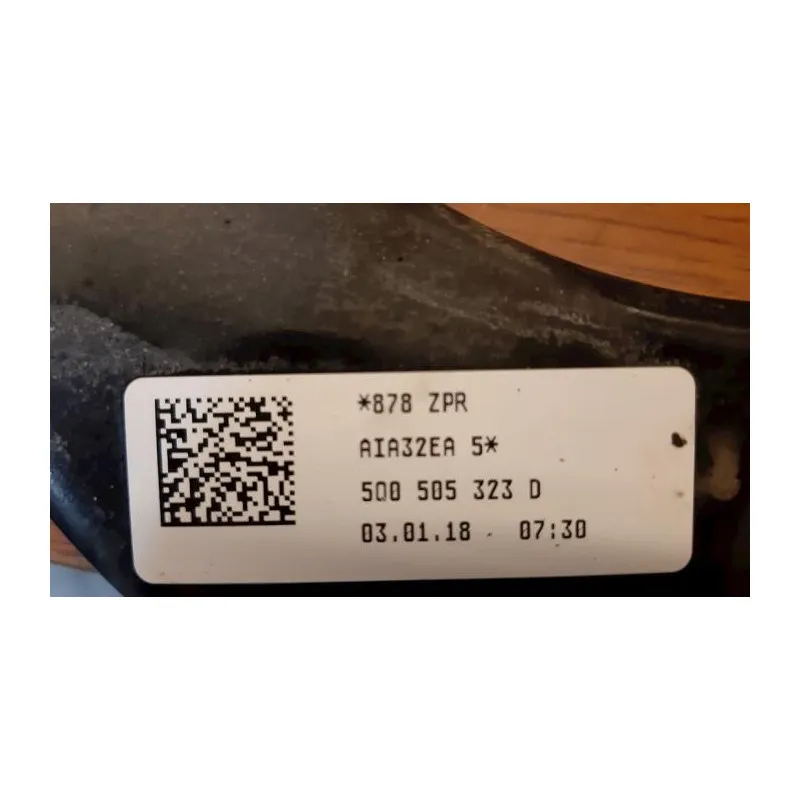 *878 ZPR
AIA32EA 5*
5Q0 505 323 D
03.01.18 - 07:30